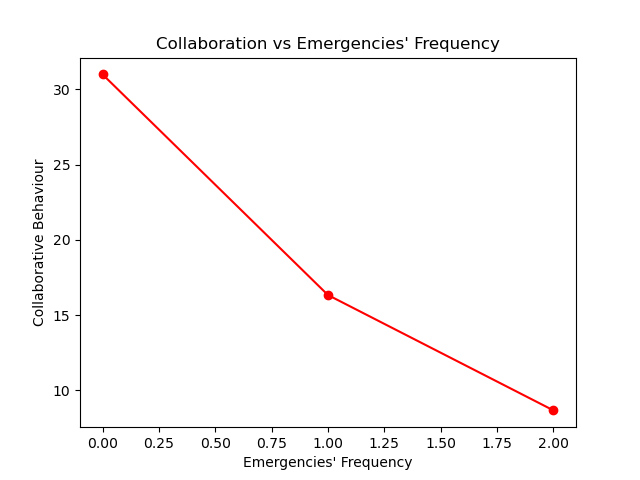 Collaboration vs Emergencies' Frequency
Collaborative Behaviour
30
25
20
15
10
0.00 0.25 0.50 0.75 1.00 1.25 1.50 1.75 2.00
Emergencies' Frequency